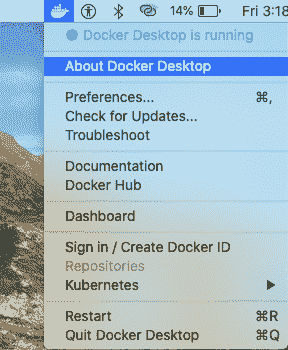 14% Fri 3:18
Docker Desktop is running
About Docker Desktop
Preferences... ⌘,
Check for Updates...
Troubleshoot
Documentation
Docker Hub
Dashboard
Sign in / Create Docker ID
Repositories
Kubernetes
Restart ⌘R
Quit Docker Desktop ⌘Q